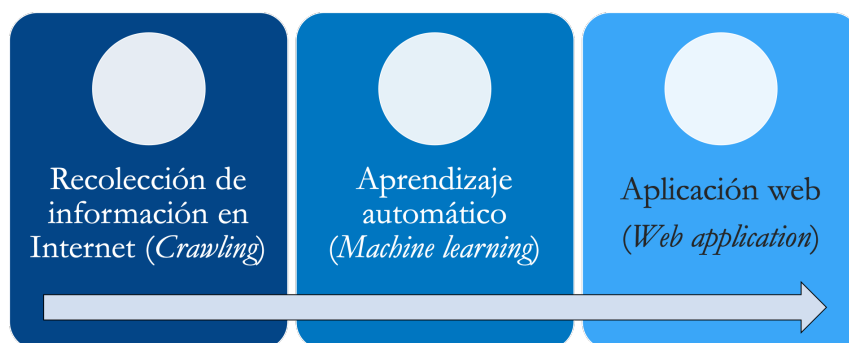 Recolección de
información en
Internet (Crawling)
Aprendizaje
automático
(Machine learning)
Aplicación web
(Web application)